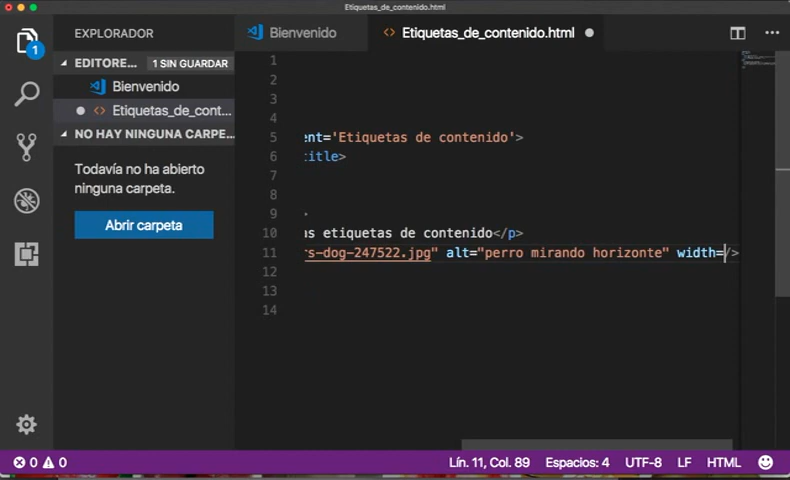 Etiquetas_de_contenido.html
EXPLORADOR
Bienvenido
Etiquetas_de_contenido.html
EDITORE... 1 SIN GUARDAR
Bienvenido
Etiquetas_de_cont...
NO HAY NINGUNA CARPE...
Todavía no ha abierto
ninguna carpeta.
Abrir carpeta
1
1
2
3
4
5 ent='Etiquetas de contenido'>
6 :itle>
7
8
9 >
10 as etiquetas de contenido</p>
11 rs-dog-247522.jpg" alt="perro mirando horizonte" width=/>
12
13
14
0 0
Lín. 11, Col. 89 Espacios: 4 UTF-8 LF HTML